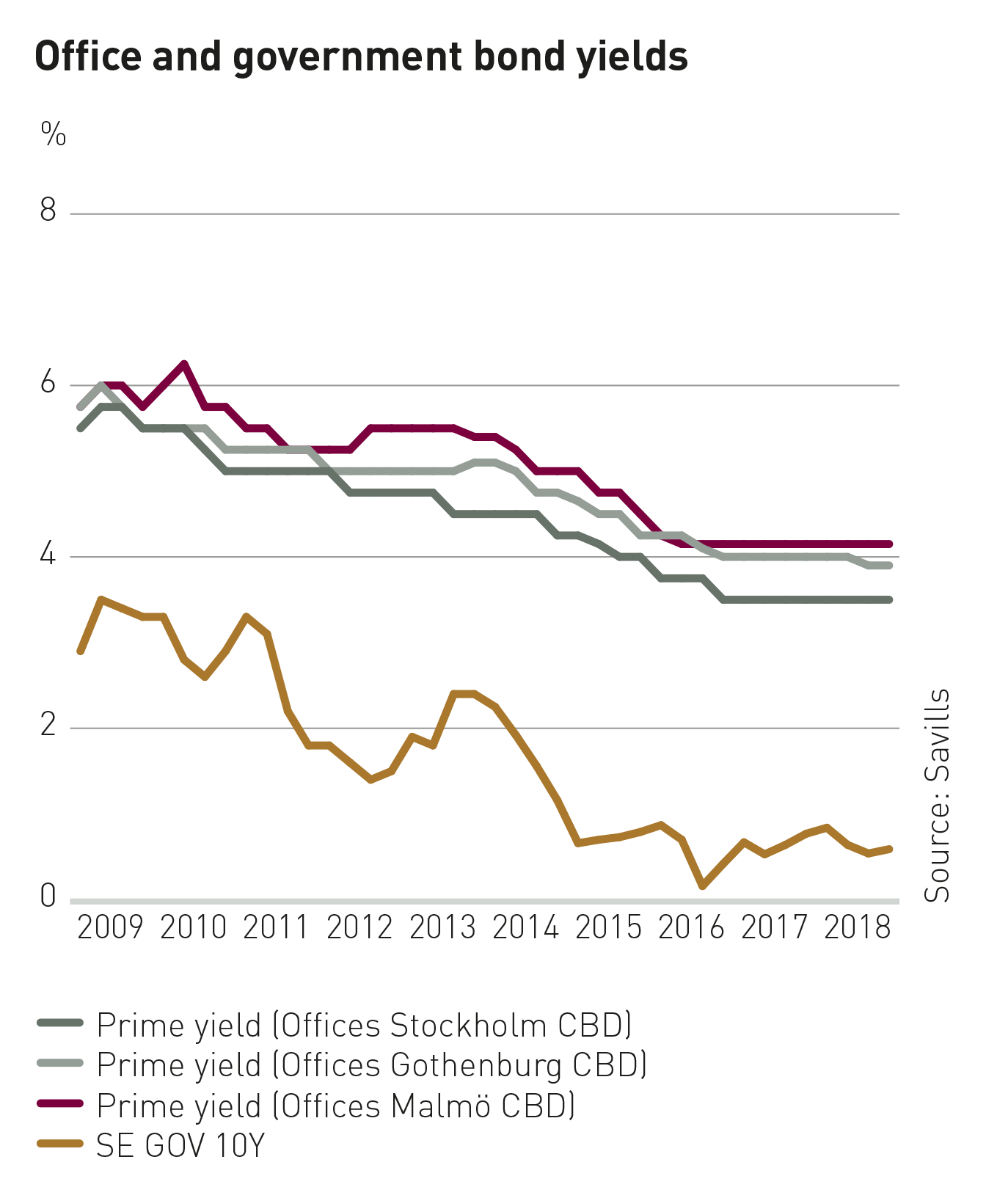 Office and government bond yields
%
8
6
4
2
0
2009 2010 2011 2012 2013 2014 2015 2016 2017 2018
Source: Savills
Prime yield (Offices Stockholm CBD)
Prime yield (Offices Gothenburg CBD)
Prime yield (Offices Malmö CBD)
SE GOV 10Y